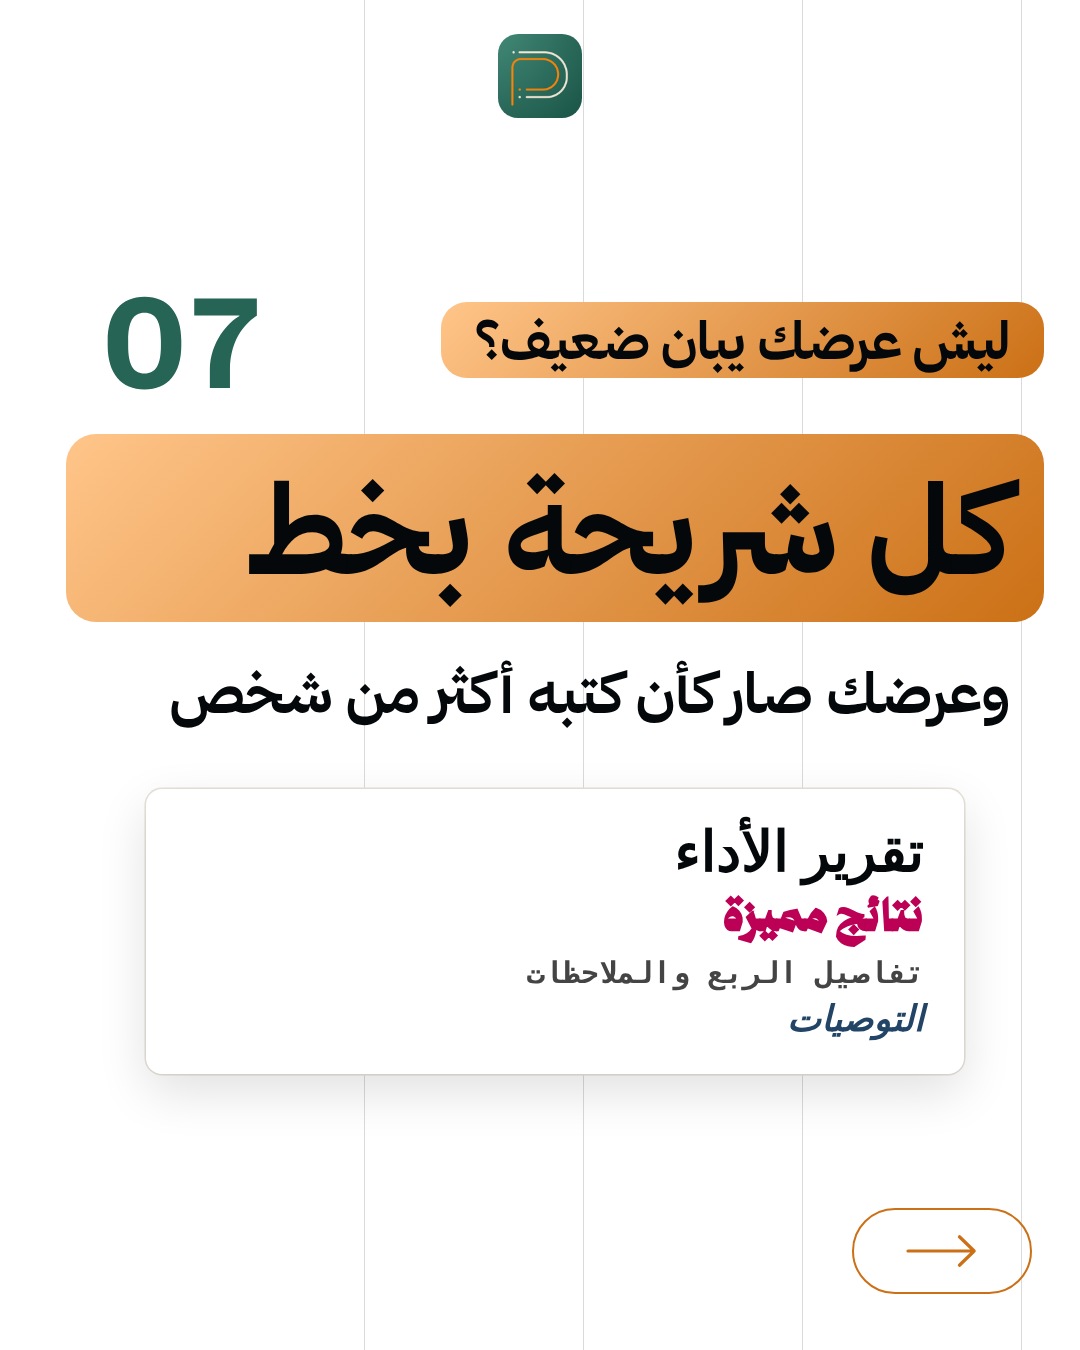 ليش عرضك يبان ضعيف؟
07
كل شريحة بخط
وعرضك صار كأن كتبه أكثر من شخص
تقرير الأداء
نتائج مميزة
تفاصيل الربع والملاحظات
التوصيات